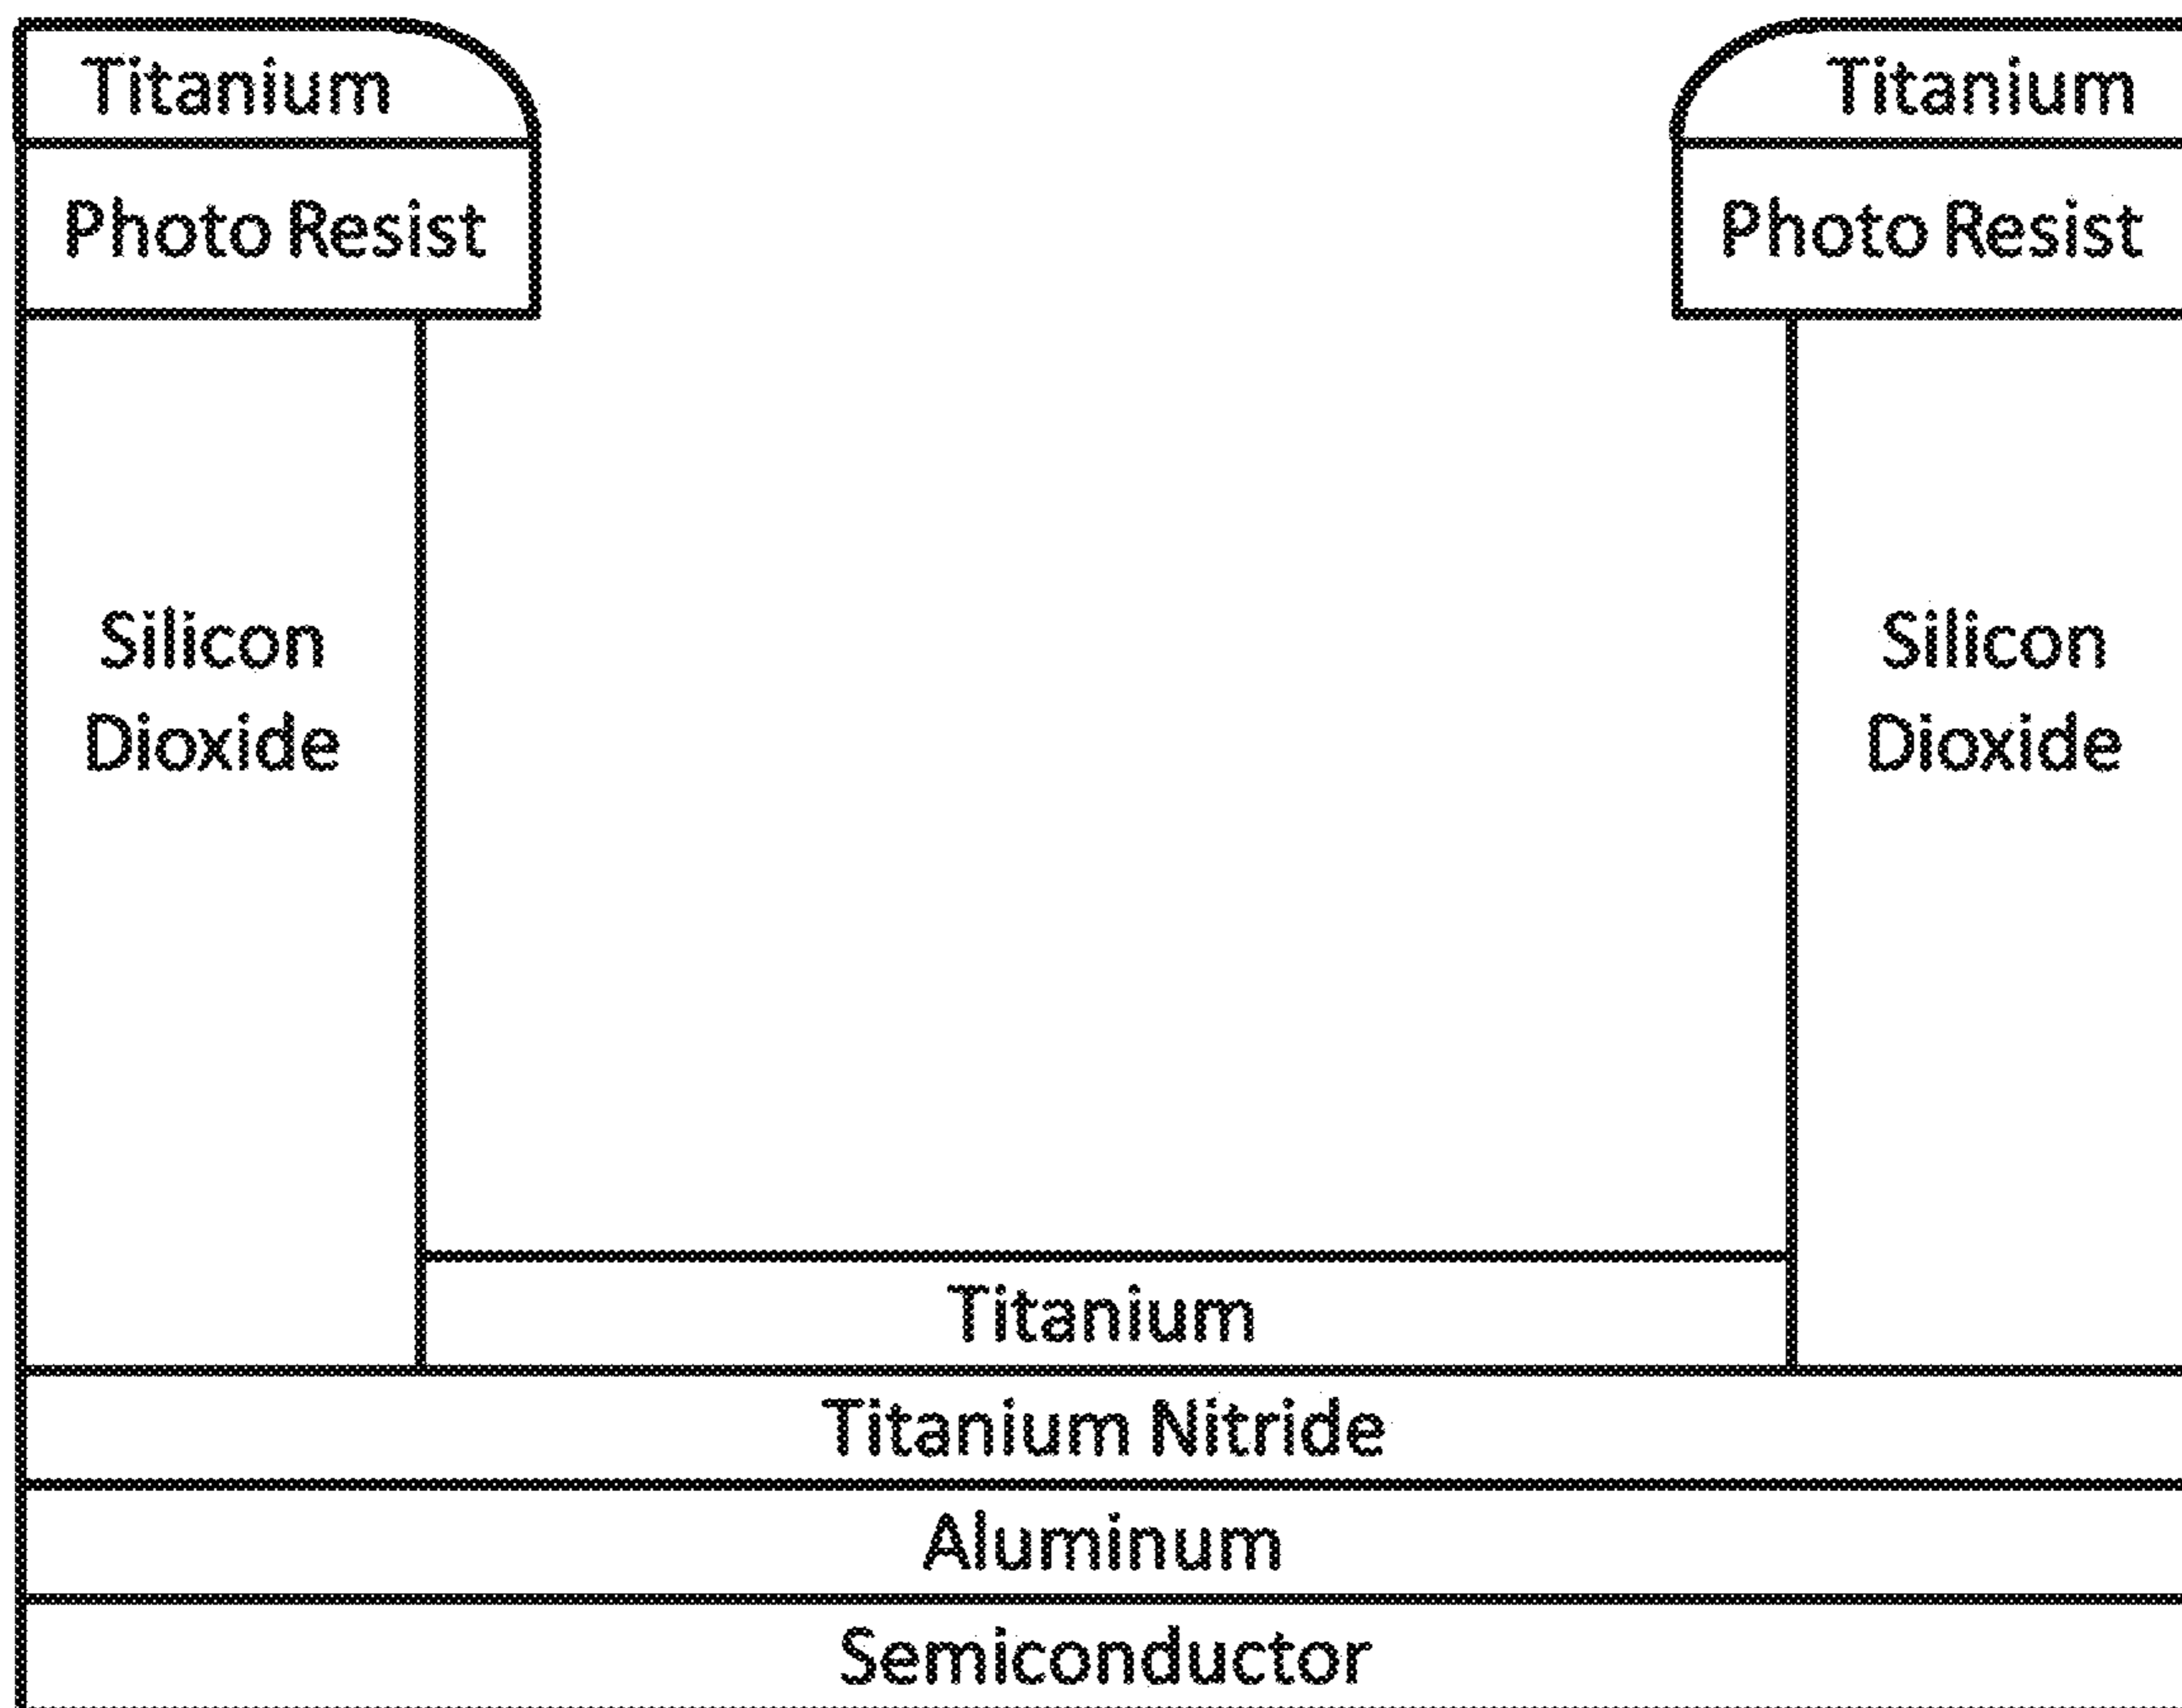 Titanium
Titanium
Photo Resist
Photo Resist
Silicon
Dioxide
Silicon
Dioxide
Titanium
Titanium Nitride
Aluminum
Semiconductor